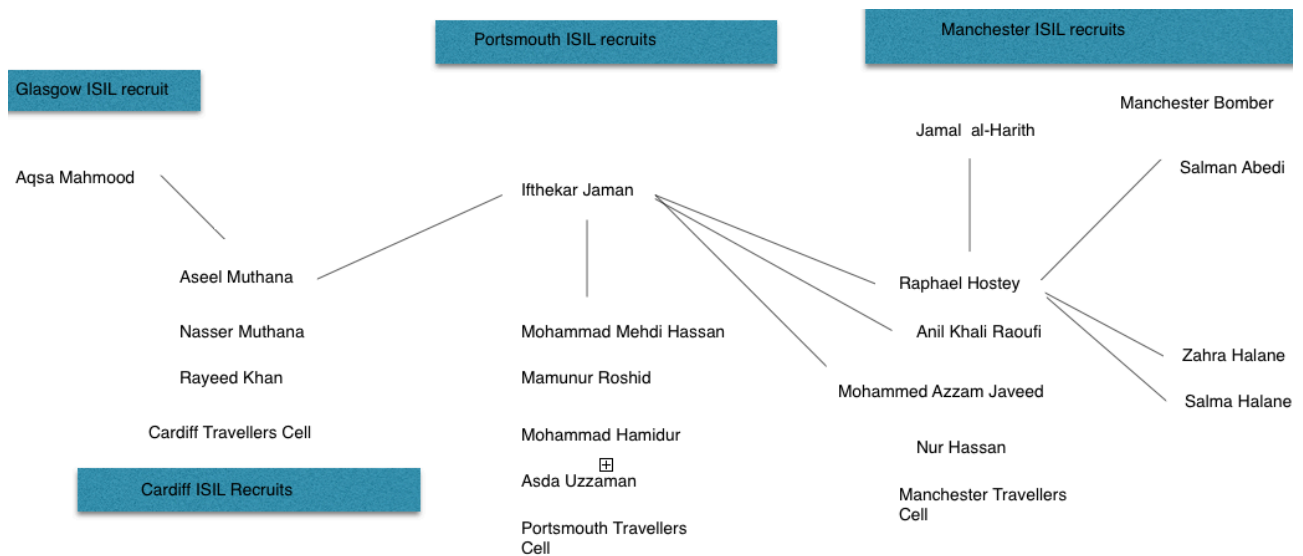 Portsmouth ISIL recruits
Manchester ISIL recruits
Glasgow ISIL recruit
Manchester Bomber
Jamal al-Harith
Salman Abedi
Aqsa Mahmood
Ifthekar Jaman
Aseel Muthana
Raphael Hostey
Nasser Muthana
Mohammad Mehdi Hassan
Anil Khali Raoufi
Zahra Halane
Rayeed Khan
Mamunur Roshid
Mohammed Azzam Javeed
Salma Halane
Cardiff Travellers Cell
Mohammad Hamidur
Nur Hassan
Asda Uzzaman
Cardiff ISIL Recruits
Manchester Travellers
Cell
Portsmouth Travellers
Cell